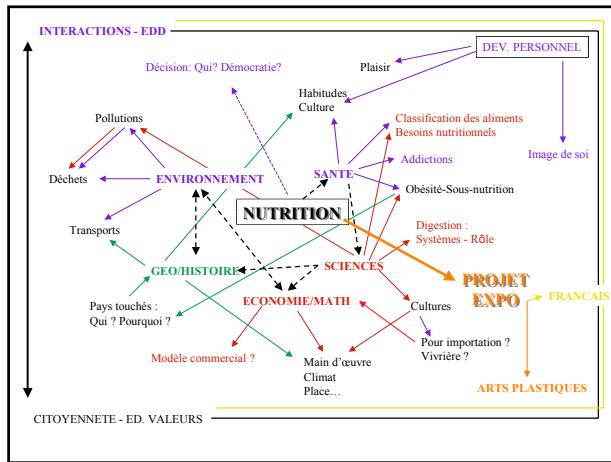 INTERACTIONS - EDD
DEV. PERSONNEL
Décision: Qui? Démocratie?
Plaisir
Habitudes
Culture
Pollutions
Classification des aliments
Besoins nutritionnels
Image de soi
Addictions
Déchets
ENVIRONNEMENT
SANTE
Obésité-Sous-nutrition
NUTRITION
Transports
Digestion :
Systèmes - Rôle
GEO/HISTOIRE
SCIENCES
PROJET
EXPO
FRANCAIS
ECONOMIE/MATH
Cultures
Pays touchés :
Qui ? Pourquoi ?
Pour importation ?
Vivrière ?
Modèle commercial ?
Main d'œuvre
Climat
Place…
ARTS PLASTIQUES
CITOYENNETE - ED. VALEURS